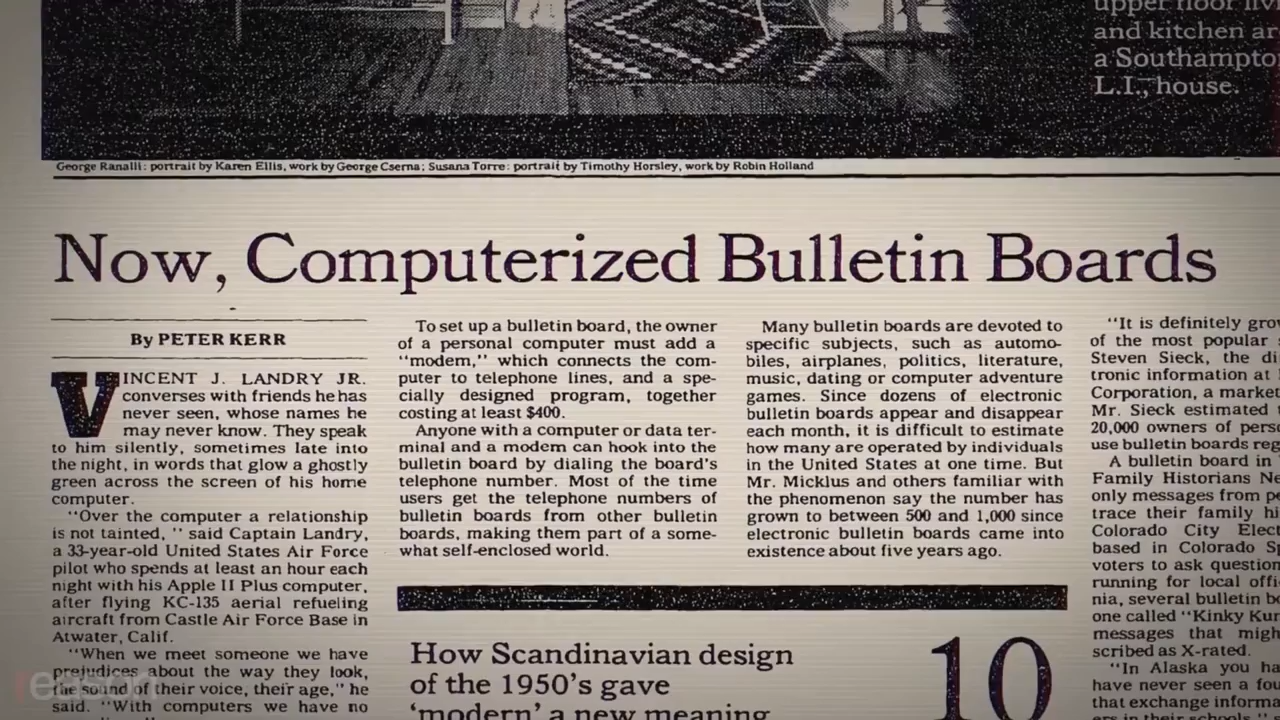 upper floor
and kitchen
a Southampto
L.I., house.
George Ranalli: portrait by Karen Ellis, work by George Cserna; Susana Torre: portrait by Timothy Horsley, work by Robin Holland
Now, Computerized Bulletin Boards
By PETER KERR
VINCENT J. LANDRY JR.
converses with friends he has
never seen, whose names he
may never know. They speak
to him silently, sometimes late into
the night, in words that glow a ghostly
green across the screen of his home
computer.
"Over the computer a relationship
is not tainted, " said Captain Landry,
a 33-year-old United States Air Force
pilot who spends at least an hour each
night with his Apple II Plus computer,
after flying KC-135 aerial refueling
aircraft from Castle Air Force Base in
Atwater, Calif.
"When we meet someone we have
prejudices about the way they look,
the sound of their voice, their age," he
said. "With computers we have no
To set up a bulletin board, the owner
of a personal computer must add a
"modem," which connects the com-
puter to telephone lines, and a spe-
cially designed program, together
costing at least $400.
Anyone with a computer or data ter-
minal and a modem can hook into the
bulletin board by dialing the board's
telephone number. Most of the time
users get the telephone numbers of
bulletin boards from other bulletin
boards, making them part of a some-
what self-enclosed world.
Many bulletin boards are devoted to
specific subjects, such as automo-
biles, airplanes, politics, literature,
music, dating or computer adventure
games. Since dozens of electronic
bulletin boards appear and disappear
each month, it is difficult to estimate
how many are operated by individuals
in the United States at one time. But
Mr. Micklus and others familiar with
the phenomenon say the number has
grown to between 500 and 1,000 since
electronic bulletin boards came into
existence about five years ago.
"It is definitely gro
of the most popular
Steven Sieck, the di
tronic information at
Corporation, a market
Mr. Sieck estimated
20,000 owners of perso
use bulletin boards reg
A bulletin board in
Family Historians Ne
only messages from pe
trace their family hi
Colorado City Elect
based in Colorado Sp
voters to ask question
running for local offi
nia, several bulletin bo
one called "Kinky Kur
messages that migh
scribed as X-rated.
"In Alaska you ha
have never seen a fou
that exchange informa
ers in their schools
How Scandinavian design
of the 1950's gave
'modern' a new meaning
10
reason